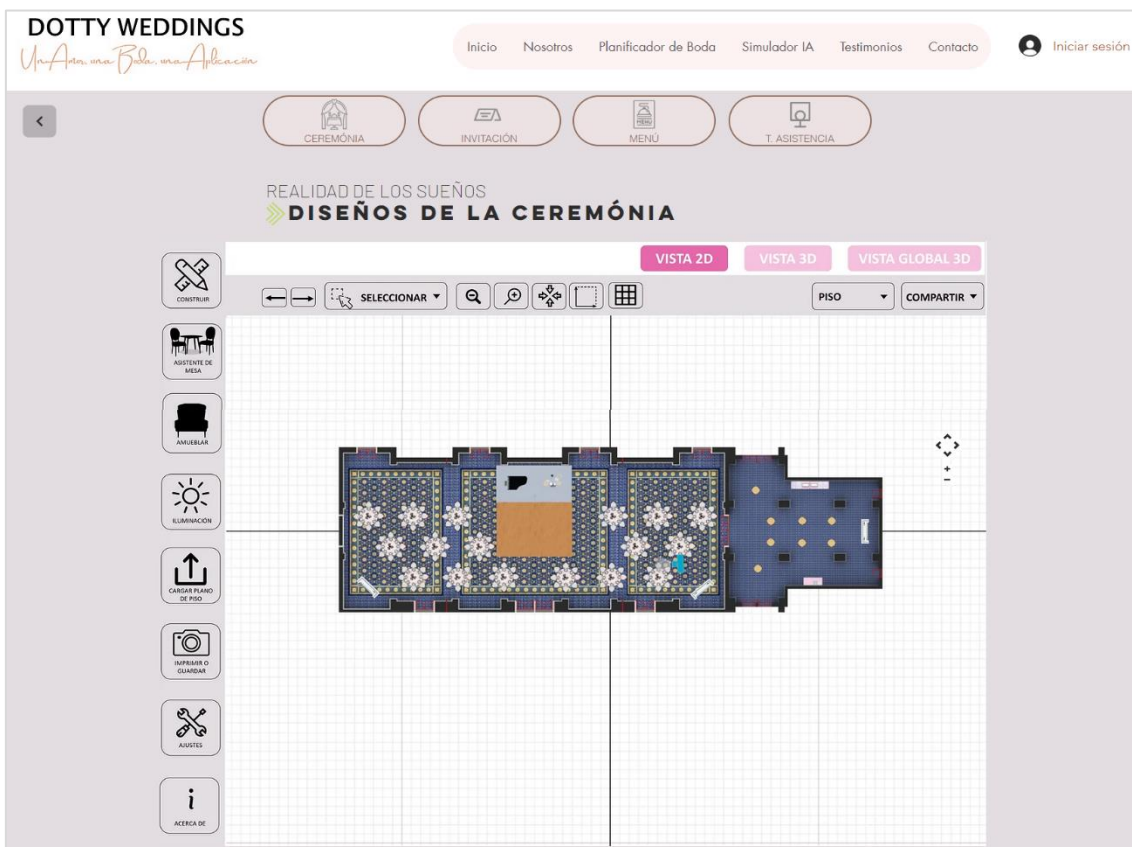 DOTTY WEDDINGS
Un Amor, una Boda, una Aplicación
Inicio Nosotros Planificador de Boda Simulador IA Testimonios Contacto Iniciar sesión
CEREMÓNIA INVITACIÓN MENÚ T. ASISTENCIA
REALIDAD DE LOS SUEÑOS
DISEÑOS DE LA CEREMÓNIA
VISTA 2D VISTA 3D VISTA GLOBAL 3D
SELECCIONAR PISO COMPARTIR
CONSTRUIR
ASISTENTE DE
MESA
AMUEBLAR
ILUMINACIÓN
CARGAR PLANO
DE PISO
IMPRIMIR O
GUARDAR
AJUSTES
i
ACERCA DE